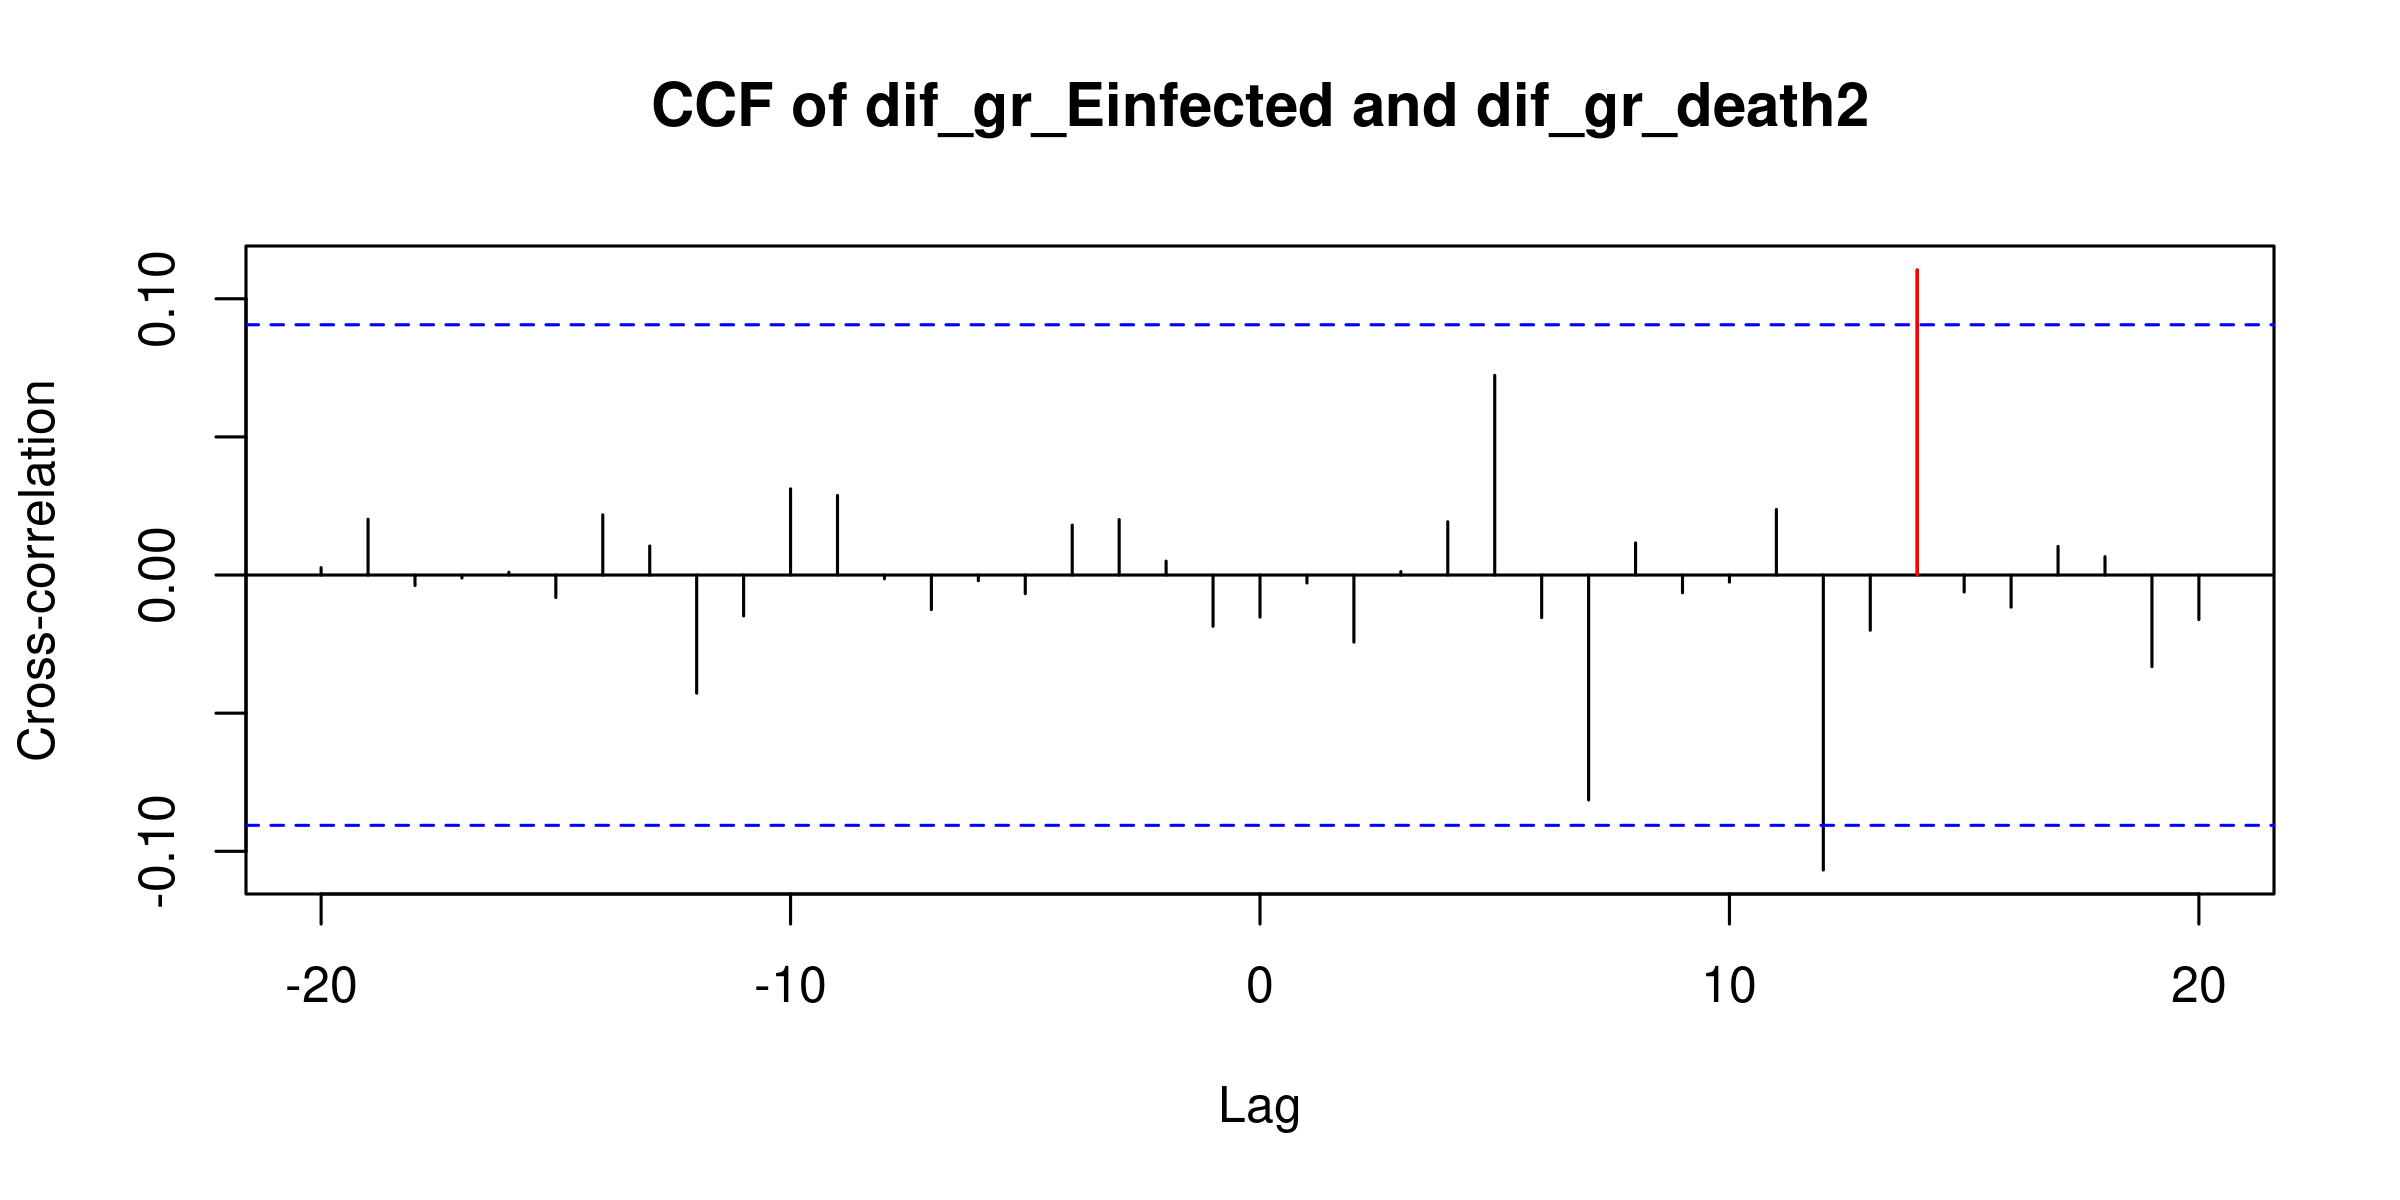 CCF of dif_gr_Einfected and dif_gr_death2
0.10
0.00
-0.10
Cross-correlation
-20 -10 0 10 20
Lag